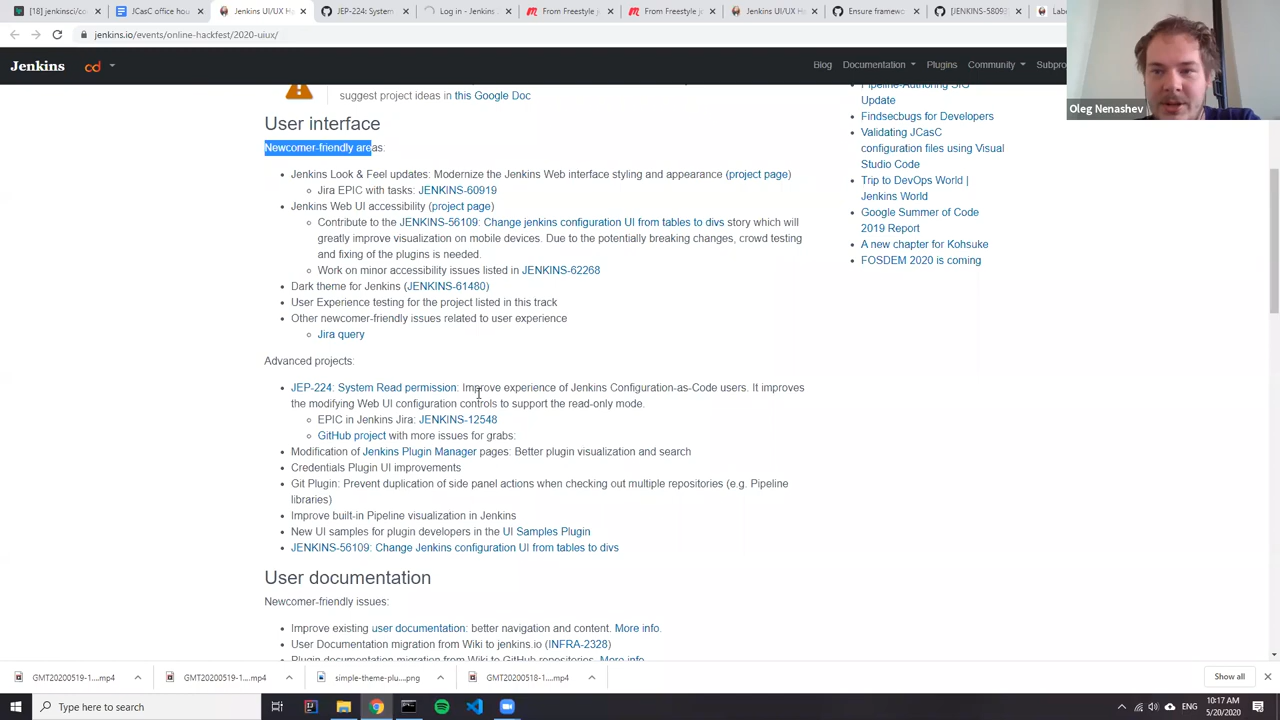 [18] jenkinsci/co
JCasC office hou
Jenkins UI/UX Ha
JEP-224: System
Log in - Jenkins
From Freestyle jo
From Freestyle jo
Jenkins UI/UX Ha
Ensure framewo
[JENKINS-5809
Lab
jenkins.io/events/online-hackfest/2020-uiux/
Jenkins
cd
Blog
Documentation
Plugins
Community
Subpro
Oleg Nenashev
suggest project ideas in this Google Doc
User interface
Newcomer-friendly areas:
Jenkins Look & Feel updates: Modernize the Jenkins Web interface styling and appearance (project page)
Jira EPIC with tasks: JENKINS-60919
Jenkins Web UI accessibility (project page)
Contribute to the JENKINS-56109: Change jenkins configuration UI from tables to divs story which will
greatly improve visualization on mobile devices. Due to the potentially breaking changes, crowd testing
and fixing of the plugins is needed.
Work on minor accessibility issues listed in JENKINS-62268
Dark theme for Jenkins (JENKINS-61480)
User Experience testing for the project listed in this track
Other newcomer-friendly issues related to user experience
Jira query
Advanced projects:
JEP-224: System Read permission: Improve experience of Jenkins Configuration-as-Code users. It improves
the modifying Web UI configuration controls to support the read-only mode.
EPIC in Jenkins Jira: JENKINS-12548
GitHub project with more issues for grabs:
Modification of Jenkins Plugin Manager pages: Better plugin visualization and search
Credentials Plugin UI improvements
Git Plugin: Prevent duplication of side panel actions when checking out multiple repositories (e.g. Pipeline
libraries)
Improve built-in Pipeline visualization in Jenkins
New UI samples for plugin developers in the UI Samples Plugin
JENKINS-56109: Change Jenkins configuration UI from tables to divs
User documentation
Newcomer-friendly issues:
Improve existing user documentation: better navigation and content. More info.
User Documentation migration from Wiki to jenkins.io (INFRA-2328)
Plugin documentation migration from Wiki to GitHub repositories. More info
Pipeline-Authoring SIG
Update
Findsecbugs for Developers
Validating JCasC
configuration files using Visual
Studio Code
Trip to DevOps World |
Jenkins World
Google Summer of Code
2019 Report
A new chapter for Kohsuke
FOSDEM 2020 is coming
GMT20200519-1....mp4
GMT20200519-1....mp4
simple-theme-plu....png
GMT20200518-1....mp4
Show all
Type here to search
ENG
10:17 AM
5/20/2020